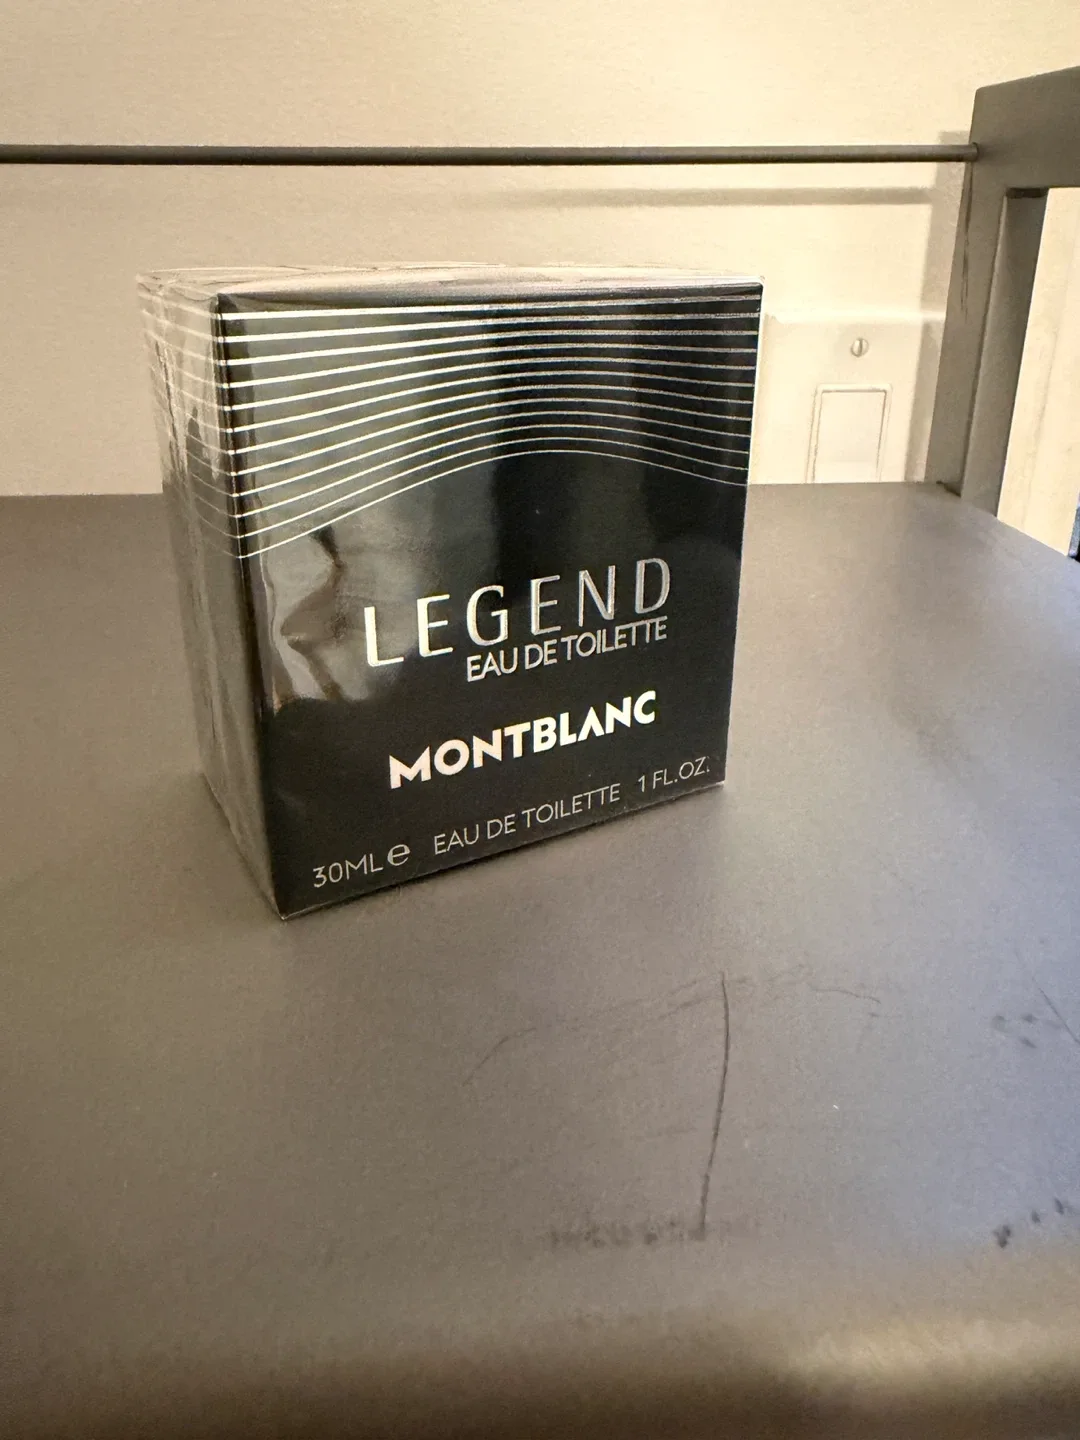 LEGEND
EAU DE TOILETTE
MONTBLANC
30ML ℮ EAU DE TOILETTE 1 FL.OZ.